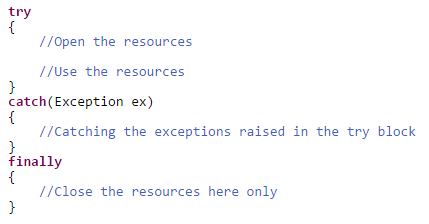 try
{
//Open the resources
//Use the resources
}
catch(Exception ex)
{
//Catching the exceptions raised in the try block
}
finally
{
//Close the resources here only
}